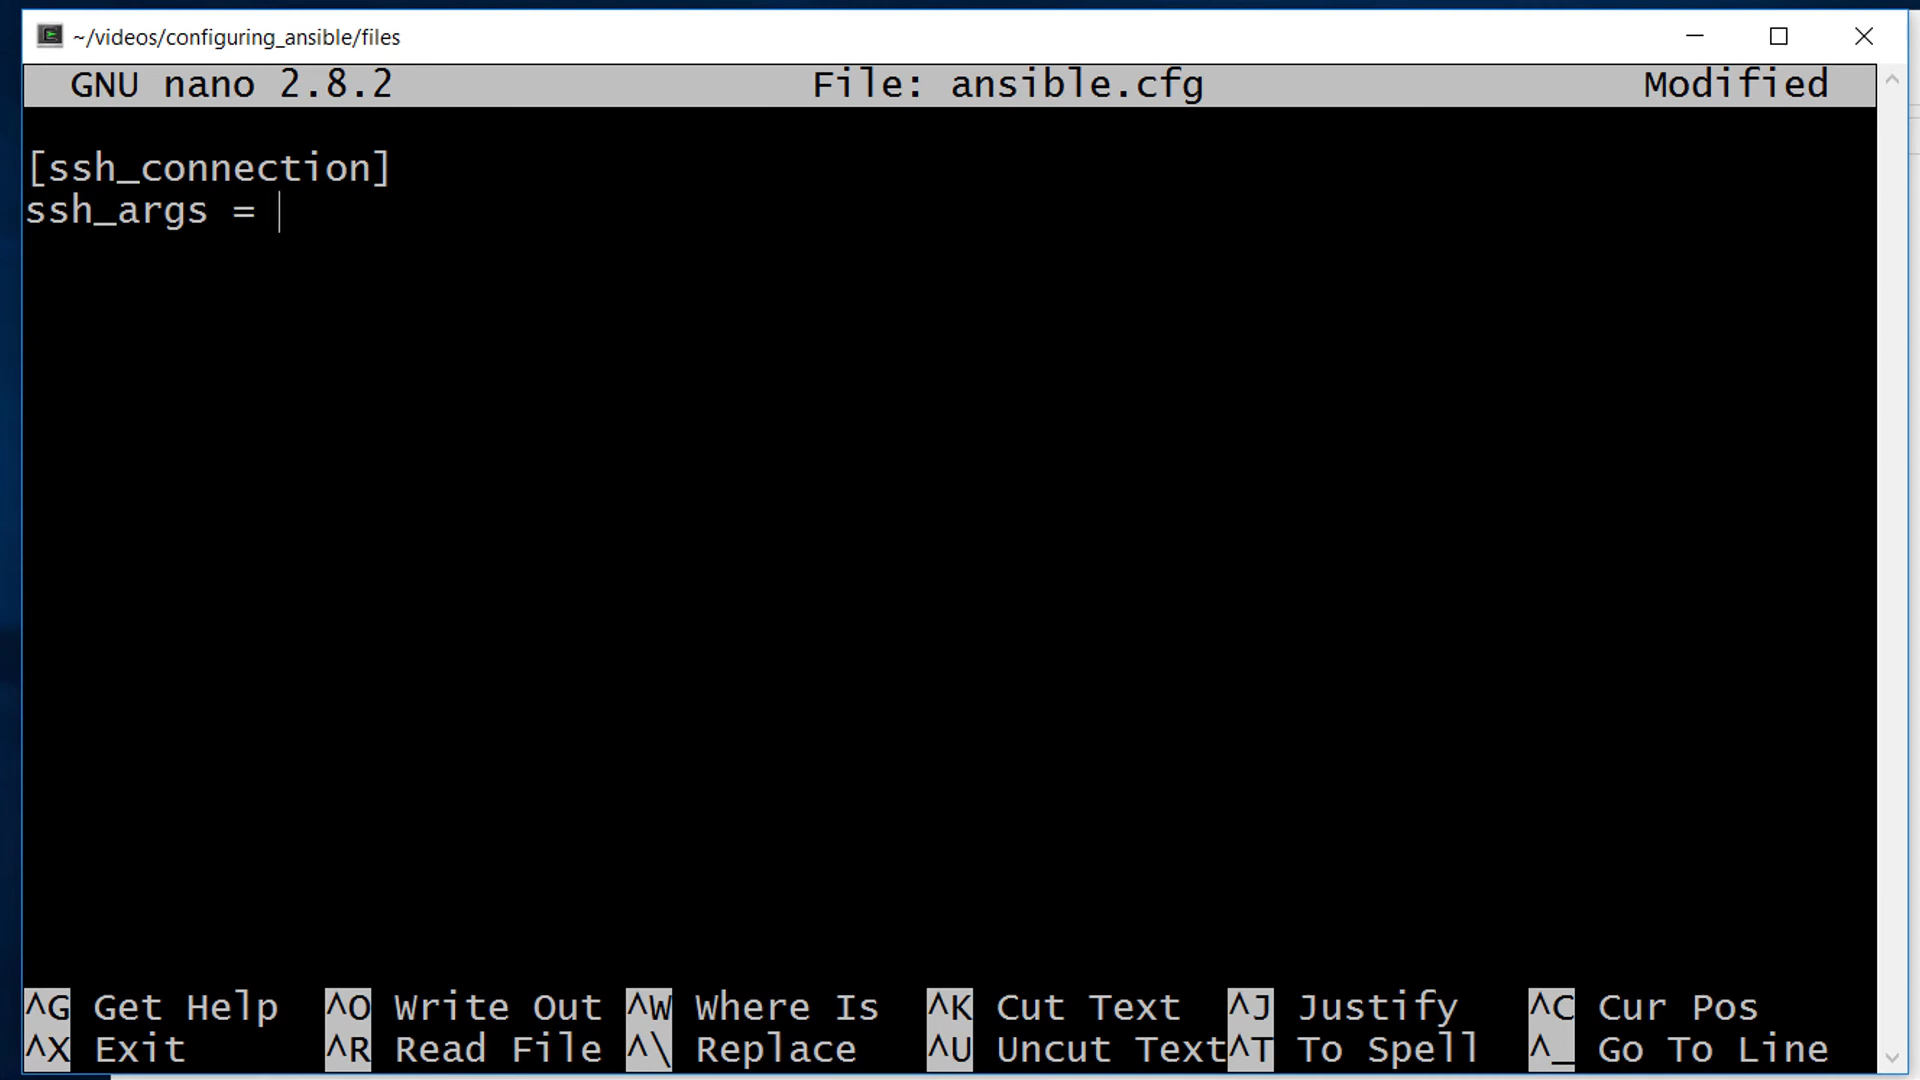 ~/videos/configuring_ansible/files
GNU nano 2.8.2 File: ansible.cfg Modified
[ssh_connection]
ssh_args =
^G Get Help ^O Write Out ^W Where Is ^K Cut Text ^J Justify ^C Cur Pos
^X Exit ^R Read File ^\ Replace ^U Uncut Text ^T To Spell ^_ Go To Line